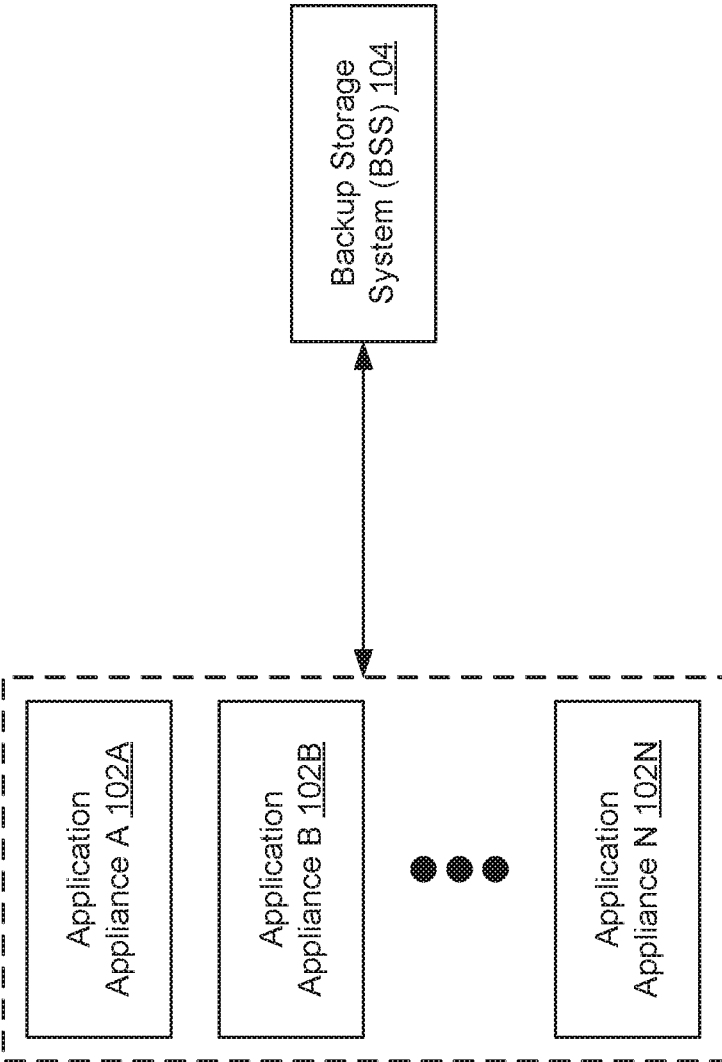 Application
Appliance A 102A
Application
Appliance B 102B
Application
Appliance N 102N
Backup Storage
System (BSS) 104